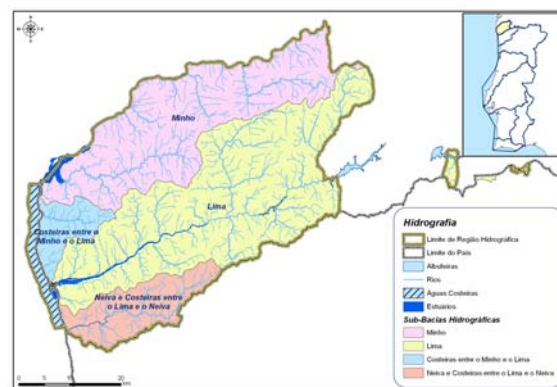 N
Minho
Costeiras entre o
Minho e o Lima
Lima
Neiva e Costeiras entre
o Lima e o Neiva
0 5 10 20
km
Hidrografia
Limite de Região Hidrográfica
Limite do País
Albufeiras
Rios
Águas Costeiras
Estuários
Sub-Bacias Hidrográficas
Minho
Lima
Costeiras entre o Minho e o Lima
Neiva e Costeiras entre o Lima e o Neiva